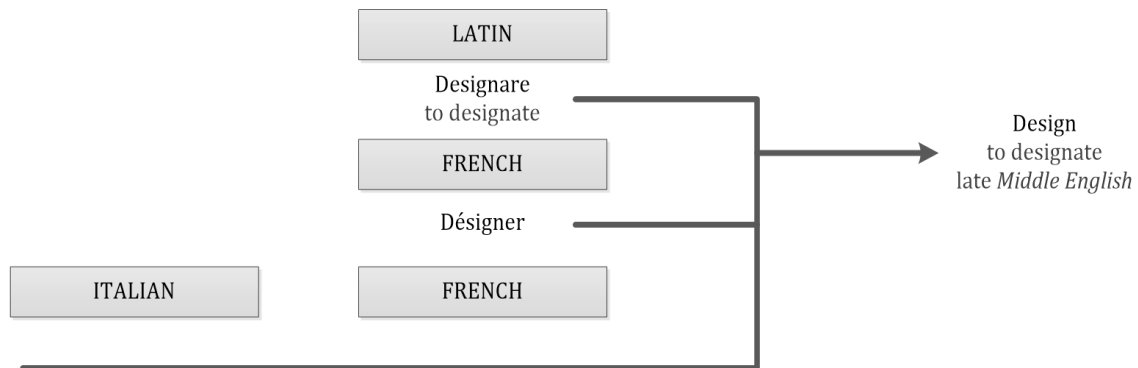 LATIN
Designare
to designate
FRENCH
Désigner
ITALIAN
FRENCH
Design
to designate
late Middle English